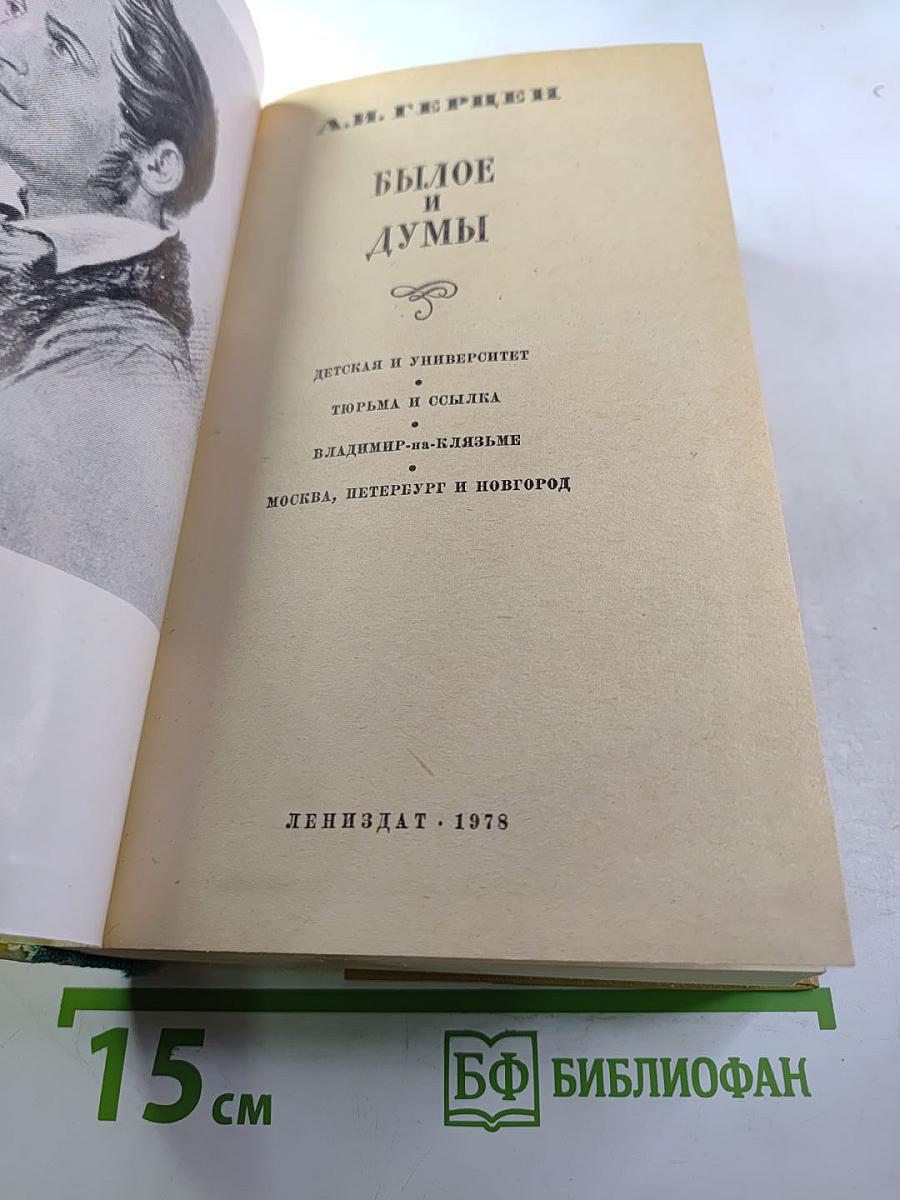 А.И. ГЕРЦЕН
БЫЛОЕ
И
ДУМЫ
ДЕТСКАЯ И УНИВЕРСИТЕТ
•
ТЮРЬМА И ССЫЛКА
•
ВЛАДИМИР-на-КЛЯЗЬМЕ
•
МОСКВА, ПЕТЕРБУРГ И НОВГОРОД
ЛЕНИЗДАТ • 1978
15 см
БФ БИБЛИОФАН